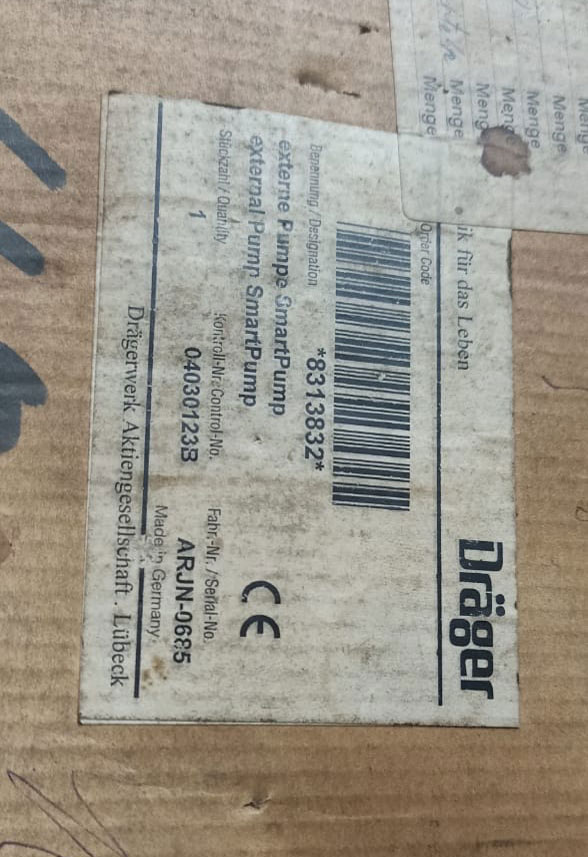 Dräger
ik für das Leben
Order Code
*8313832*
Benennung / Designation
externe Pumpe SmartPump
external Pump SmartPump
Stückzahl / Quantity
1
Kontroll-Nr./Control-No.
04030123B
Fahr.-Nr. / Serial-No.
ARJN-0685
CE
Made in Germany
Drägerwerk Aktiengesellschaft . Lübeck
Menge
Menge
Menge
Menge
Menge
Menge